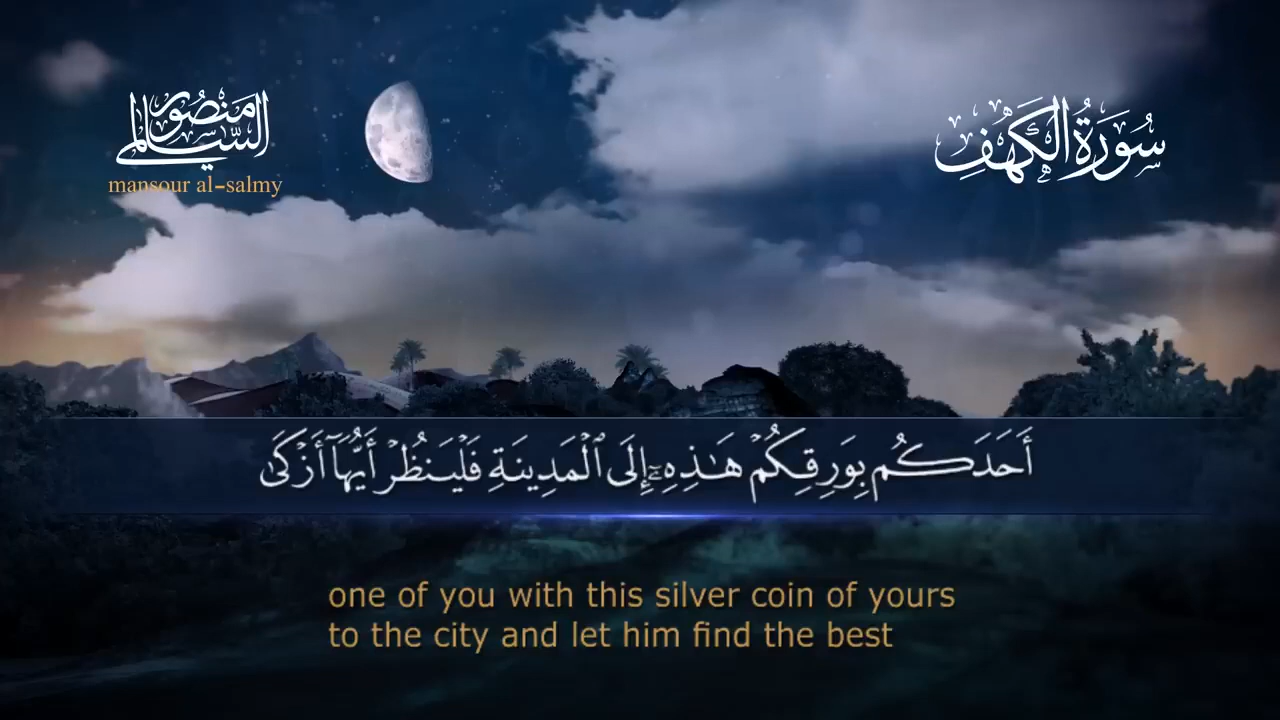 منصور السالمي
mansour al-salmy
سُورَةُ الكَهْفِ
أَحَدَكُم بِوَرِقِكُمْ هَٰذِهِۦٓ إِلَى ٱلْمَدِينَةِ فَلْيَنظُرْ أَيُّهَآ أَزْكَىٰ
one of you with this silver coin of yours
to the city and let him find the best